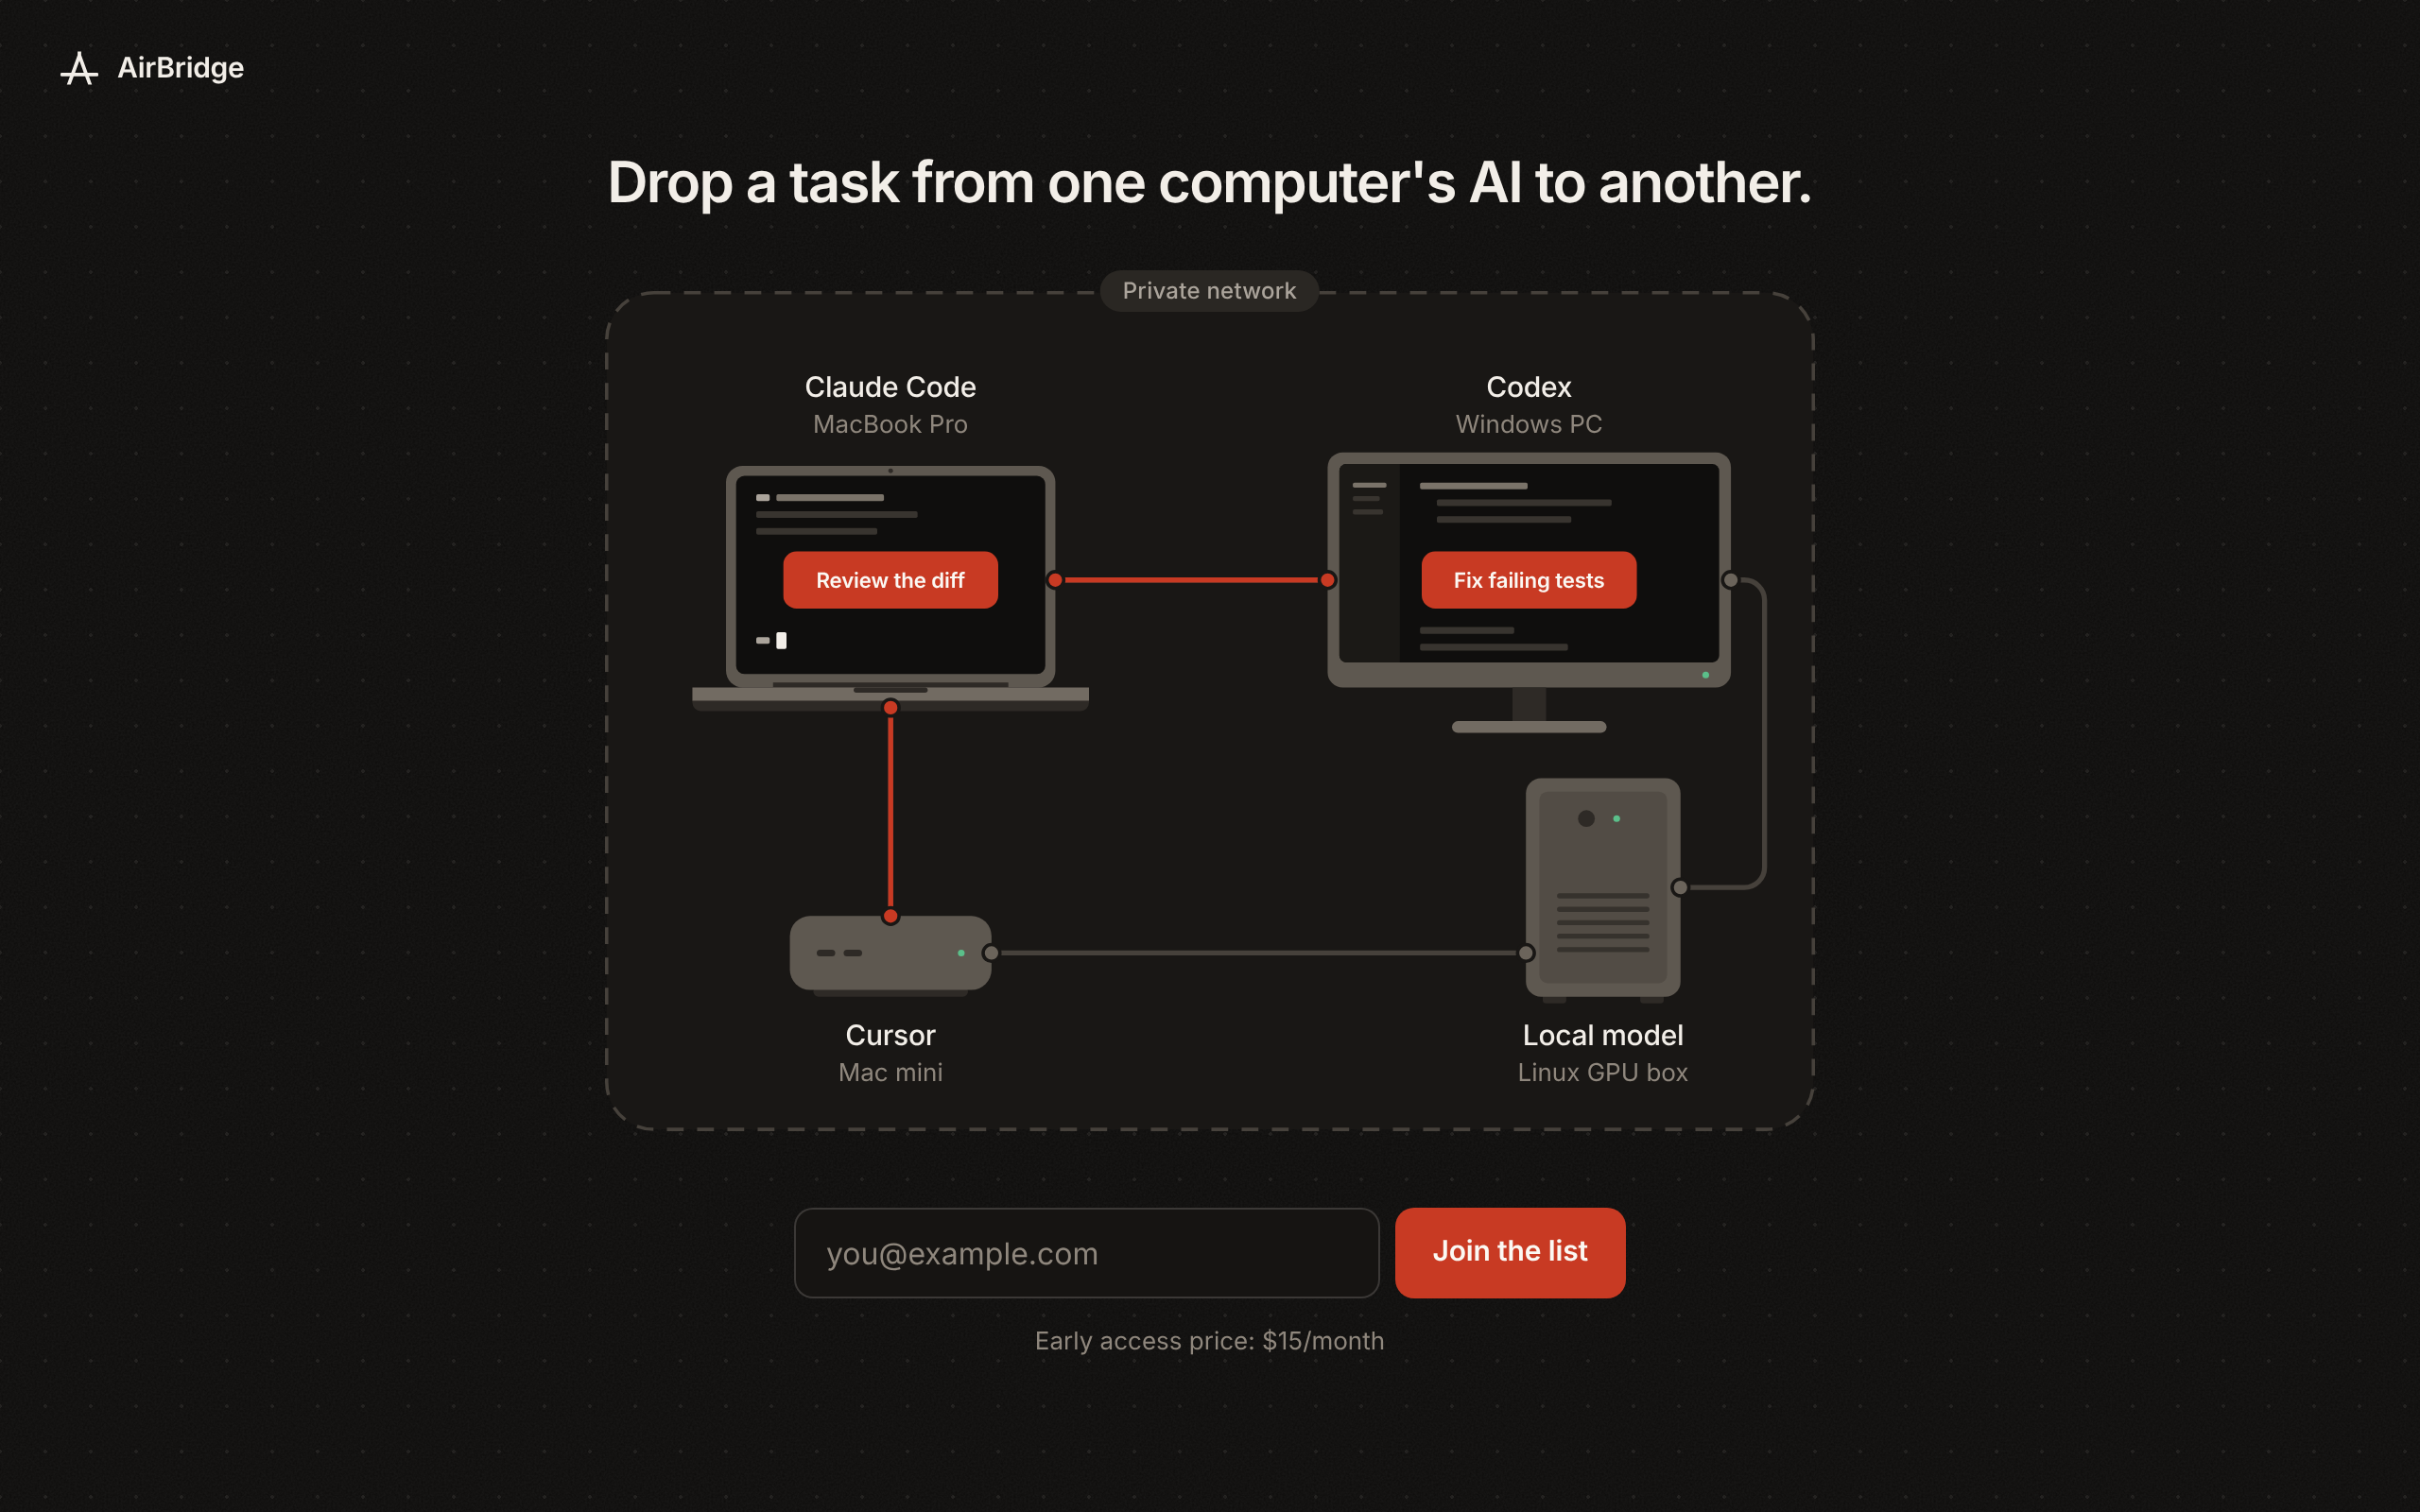 AirBridge
Drop a task from one computer's AI to another.
Private network
Claude Code
MacBook Pro
Codex
Windows PC
Review the diff
Fix failing tests
Cursor
Mac mini
Local model
Linux GPU box
you@example.com
Join the list
Early access price: $15/month